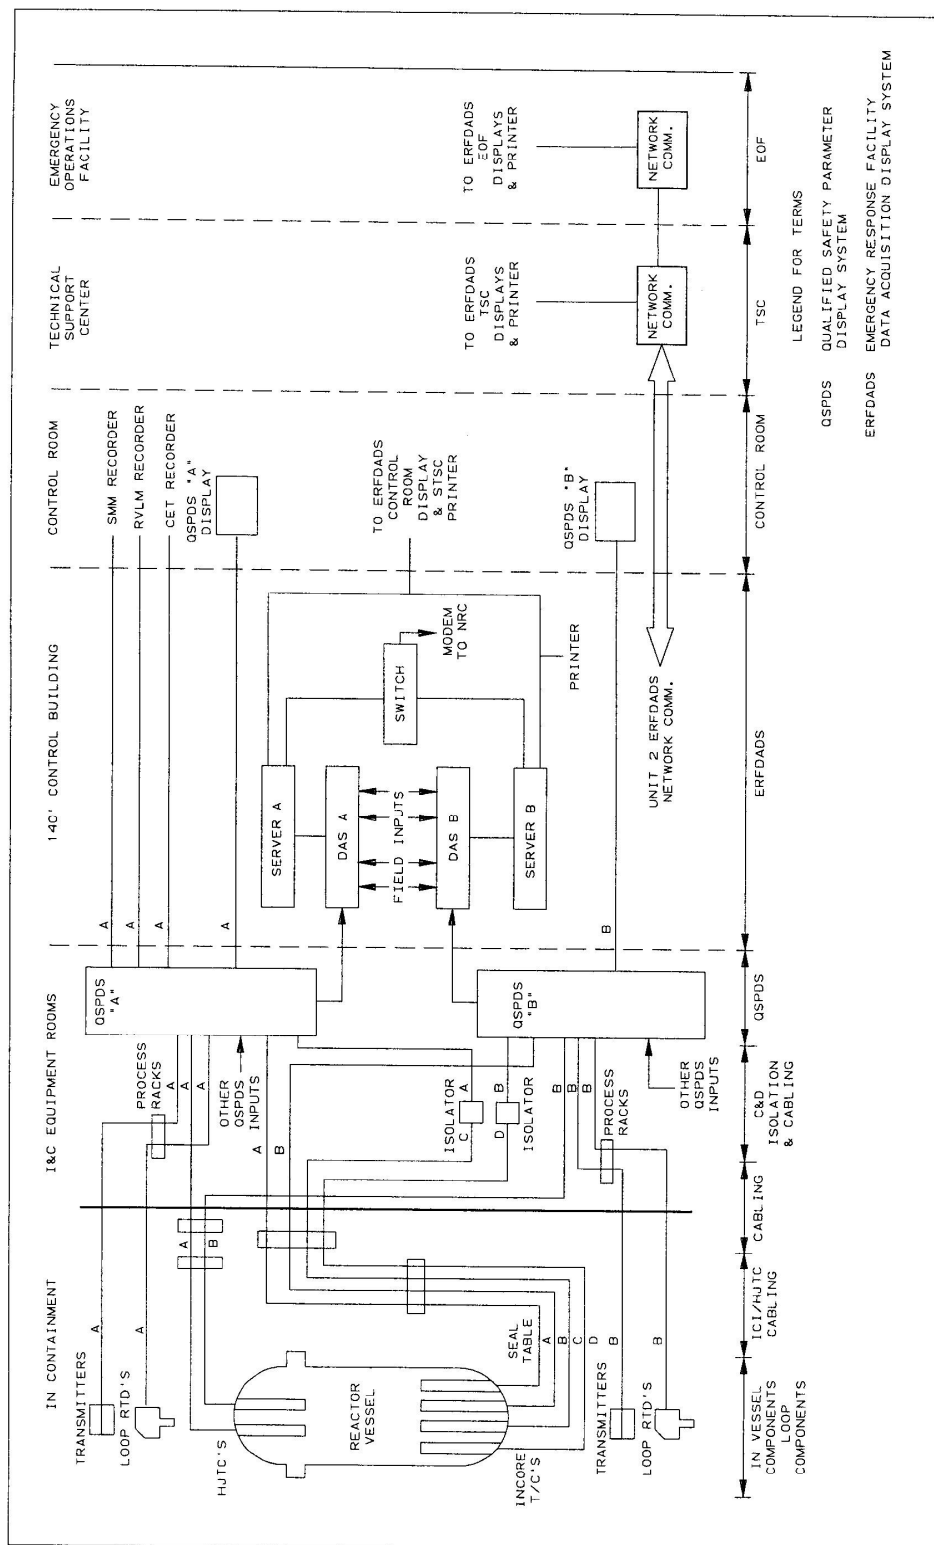 IN CONTAINMENT
I&C EQUIPMENT ROOMS
14C' CONTROL BUILDING
CONTROL ROOM
TECHNICAL
SUPPORT
CENTER
EMERGENCY
OPERATIONS
FACILITY
TRANSMITTERS
A
LOOP RTD'S
A
HJTC'S
A
B
REACTOR
VESSEL
INCORE
T/C'S
SEAL
TABLE
A
B
C
D
TRANSMITTERS
B
LOOP RTD'S
B
PROCESS
RACKS
A
A
A
OTHER
QSPDS
INPUTS
A
B
ISOLATOR
C
A
D
B
ISOLATOR
B
B
B
PROCESS
RACKS
OTHER
QSPDS
INPUTS
QSPDS
"A"
QSPDS
"B"
A
A
A
A
B
SERVER A
DAS A
FIELD INPUTS
DAS B
SERVER B
SWITCH
MODEM
TO NRC
PRINTER
UNIT 2 ERFDADS
NETWORK COMM.
SMM RECORDER
RVLM RECORDER
CET RECORDER
QSPDS "A"
DISPLAY
TO ERFDADS
CONTROL
ROOM
DISPLAY
& STSC
PRINTER
QSPDS "B"
DISPLAY
TO ERFDADS
TSC
DISPLAYS
& PRINTER
NETWORK
COMM.
TO ERFDADS
EOF
DISPLAYS
& PRINTER
NETWORK
COMM.
IN VESSEL
COMPONENTS
LOOP
COMPONENTS
ICI/HJTC
CABLING
CABLING
C&D
ISOLATION
& CABLING
QSPDS
ERFDADS
CONTROL ROOM
TSC
EOF
LEGEND FOR TERMS
QSPDS QUALIFIED SAFETY PARAMETER
DISPLAY SYSTEM
ERFDADS EMERGENCY RESPONSE FACILITY
DATA ACQUISITION DISPLAY SYSTEM